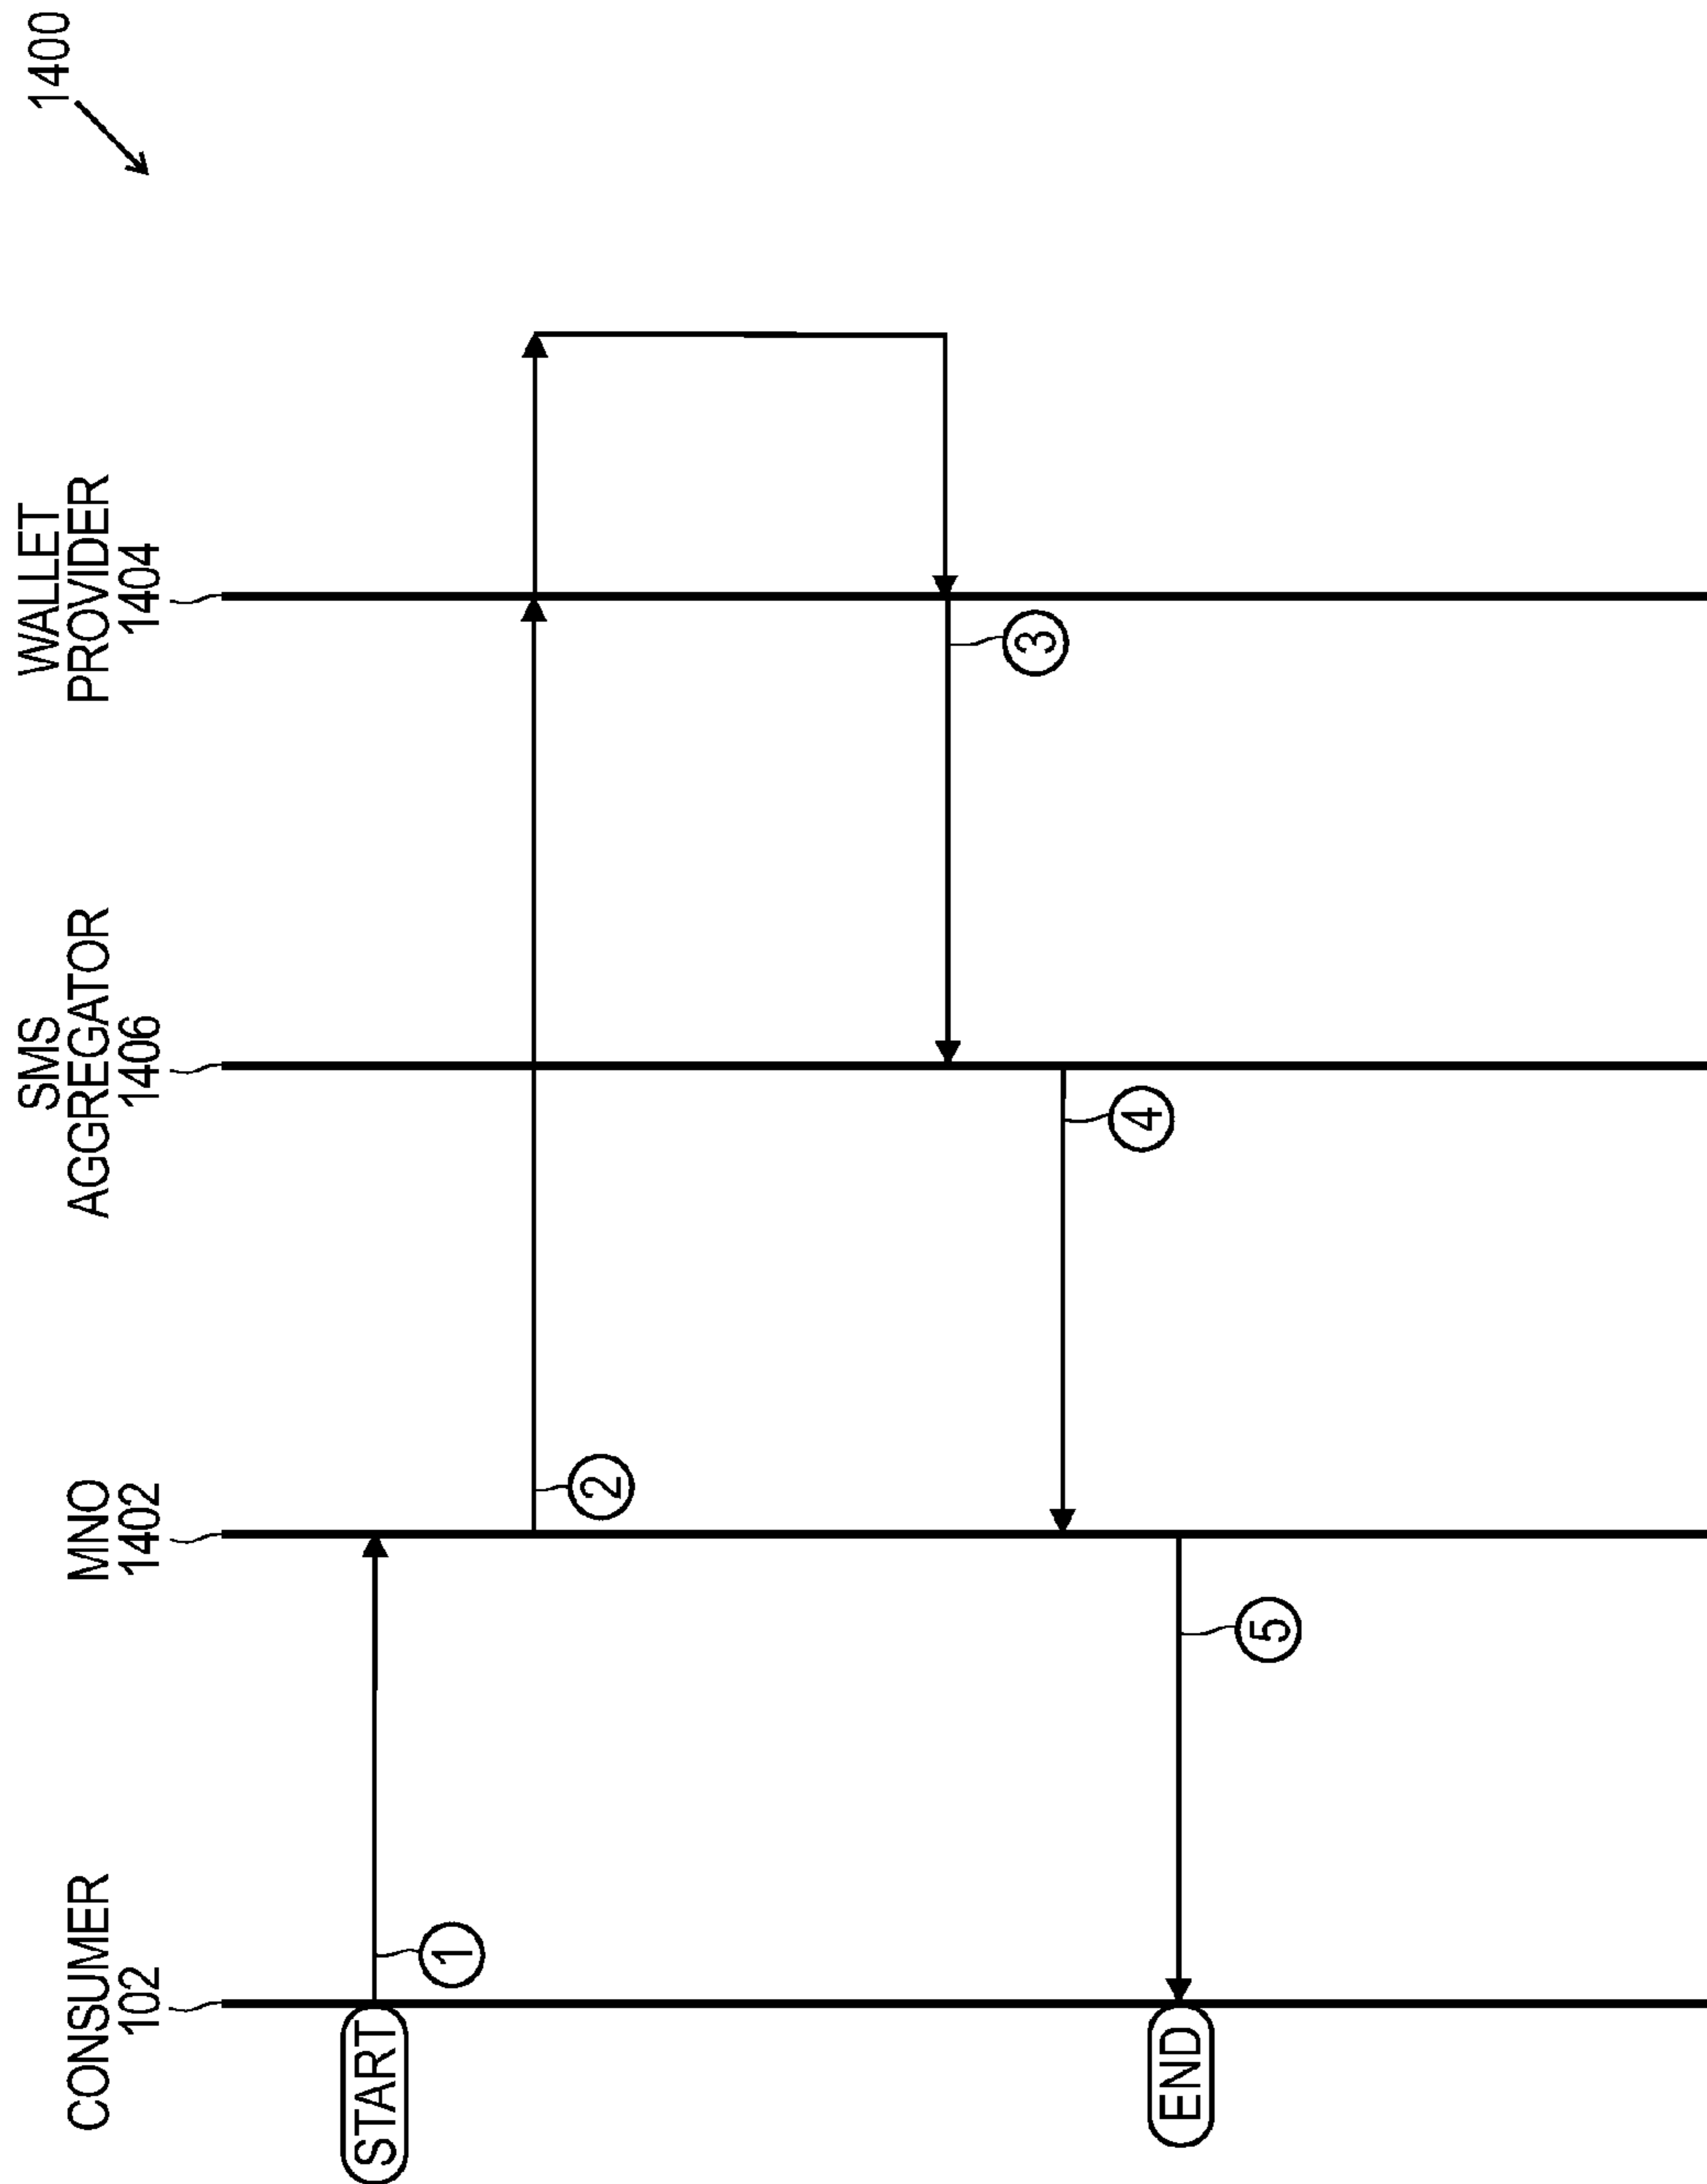 1400
CONSUMER
102
MNO
1402
SMS
AGGREGATOR
1406
WALLET
PROVIDER
1404
START
1
2
3
4
5
END